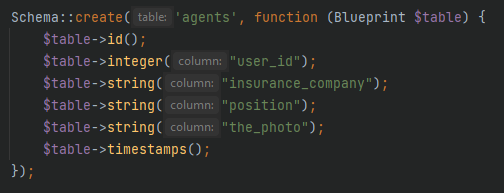 Schema::create( table: 'agents', function (Blueprint $table) {
$table->id();
$table->integer( column: "user_id");
$table->string( column: "insurance_company");
$table->string( column: "position");
$table->string( column: "the_photo");
$table->timestamps();
});